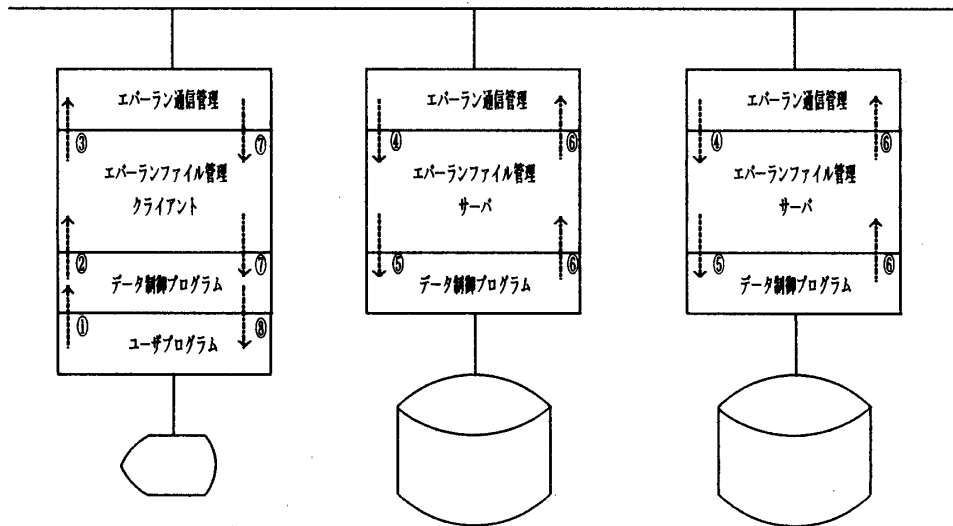 エバーラン通信管理
③
⑦
エバーランファイル管理
クライアント
②
⑦
データ制御プログラム
①
⑧
ユーザプログラム
エバーラン通信管理
④
⑥
エバーランファイル管理
サーバ
⑤
⑥
データ制御プログラム
エバーラン通信管理
④
⑥
エバーランファイル管理
サーバ
⑤
⑥
データ制御プログラム